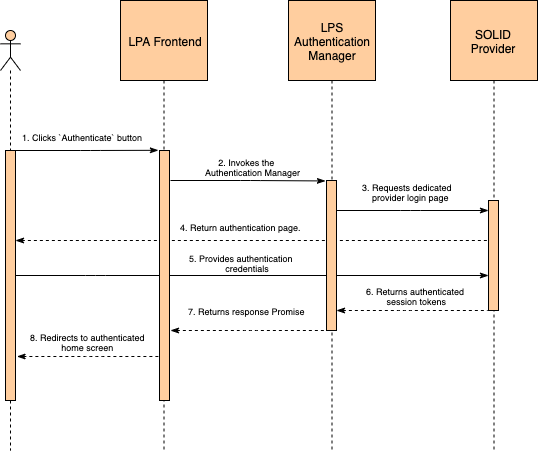 LPA Frontend
LPS
Authentication
Manager
SOLID
Provider
1. Clicks `Authenticate` button
2. Invokes the
Authentication Manager
3. Requests dedicated
provider login page
4. Return authentication page.
5. Provides authentication
credentials
6. Returns authenticated
session tokens
7. Returns response Promise
8. Redirects to authenticated
home screen